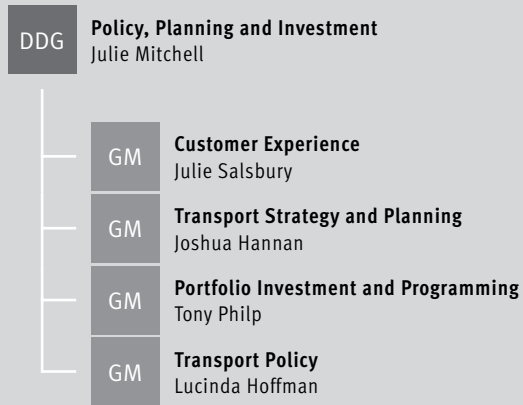 DDG
Policy, Planning and Investment
Julie Mitchell
GM
Customer Experience
Julie Salsbury
GM
Transport Strategy and Planning
Joshua Hannan
GM
Portfolio Investment and Programming
Tony Philp
GM
Transport Policy
Lucinda Hoffman